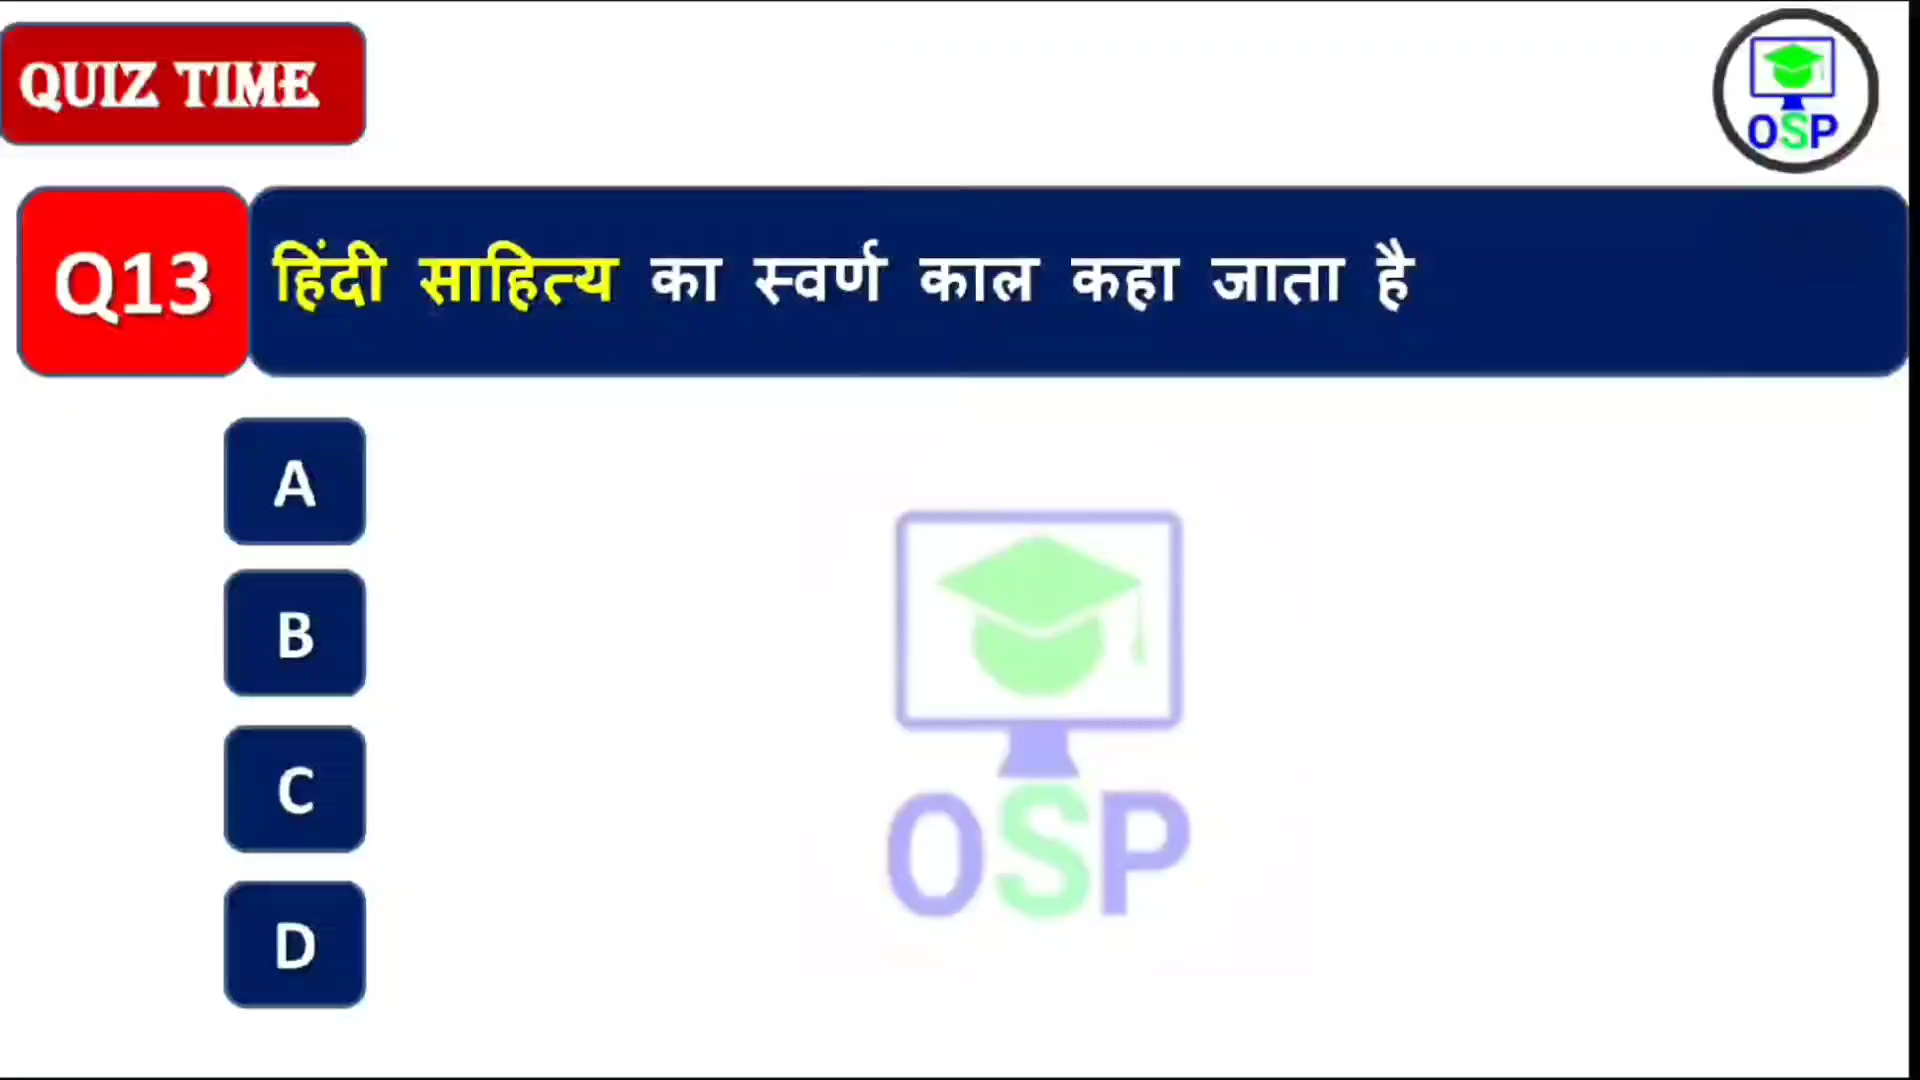 QUIZ TIME
OSP
Q13
हिंदी साहित्य का स्वर्ण काल कहा जाता है
A
B
C
D
OSP